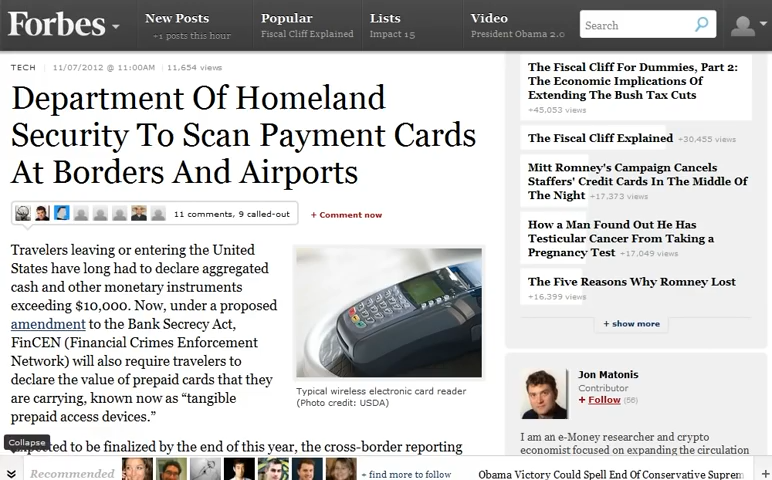 Forbes
New Posts
+1 posts this hour
Popular
Fiscal Cliff Explained
Lists
Impact 15
Video
President Obama 2.0
Search
TECH | 11/07/2012 @ 11:00AM | 11,654 views
Department Of Homeland
Security To Scan Payment Cards
At Borders And Airports
11 comments, 9 called-out
+ Comment now
Travelers leaving or entering the United
States have long had to declare aggregated
cash and other monetary instruments
exceeding $10,000. Now, under a proposed
amendment to the Bank Secrecy Act,
FinCEN (Financial Crimes Enforcement
Network) will also require travelers to
declare the value of prepaid cards that they
are carrying, known now as “tangible
prepaid access devices.”
Typical wireless electronic card reader
(Photo credit: USDA)
to be finalized by the end of this year, the cross-border reporting
The Fiscal Cliff For Dummies, Part 2:
The Economic Implications Of
Extending The Bush Tax Cuts
+45,053 views
The Fiscal Cliff Explained +30,455 views
Mitt Romney's Campaign Cancels
Staffers' Credit Cards In The Middle Of
The Night +17,373 views
How a Man Found Out He Has
Testicular Cancer From Taking a
Pregnancy Test +17,049 views
The Five Reasons Why Romney Lost
+16,399 views
+ show more
Jon Matonis
Contributor
+ Follow (56)
I am an e-Money researcher and crypto
economist focused on expanding the circulation
Collapse
Recommended
+ find more to follow
Obama Victory Could Spell End Of Conservative Suprem